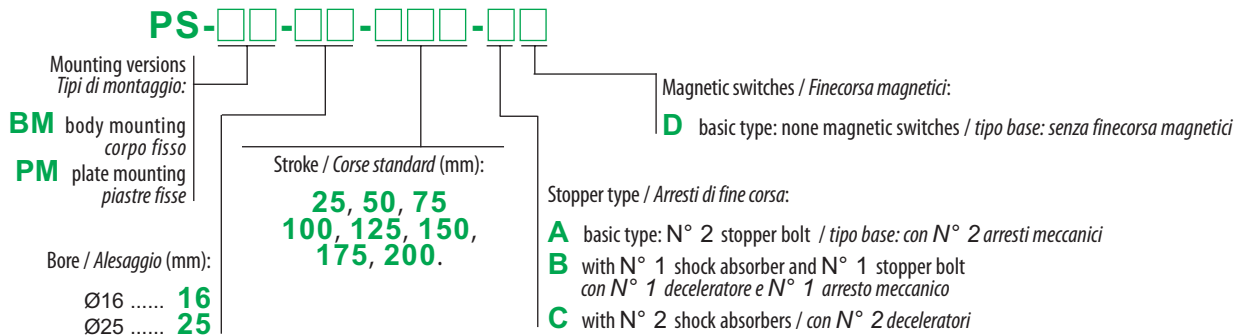 PS-□□-□□-□□□-□□
Mounting versions
Tipi di montaggio:
BM body mounting
corpo fisso
PM plate mounting
piastre fisse
Bore / Alesaggio (mm):
Ø16 ...... 16
Ø25 ...... 25
Stroke / Corse standard (mm):
25, 50, 75
100, 125, 150,
175, 200.
Magnetic switches / Finecorsa magnetici:
D basic type: none magnetic switches / tipo base: senza finecorsa magnetici
Stopper type / Arresti di fine corsa:
A basic type: N° 2 stopper bolt / tipo base: con N° 2 arresti meccanici
B with N° 1 shock absorber and N° 1 stopper bolt
con N° 1 deceleratore e N° 1 arresto meccanico
C with N° 2 shock absorbers / con N° 2 deceleratori